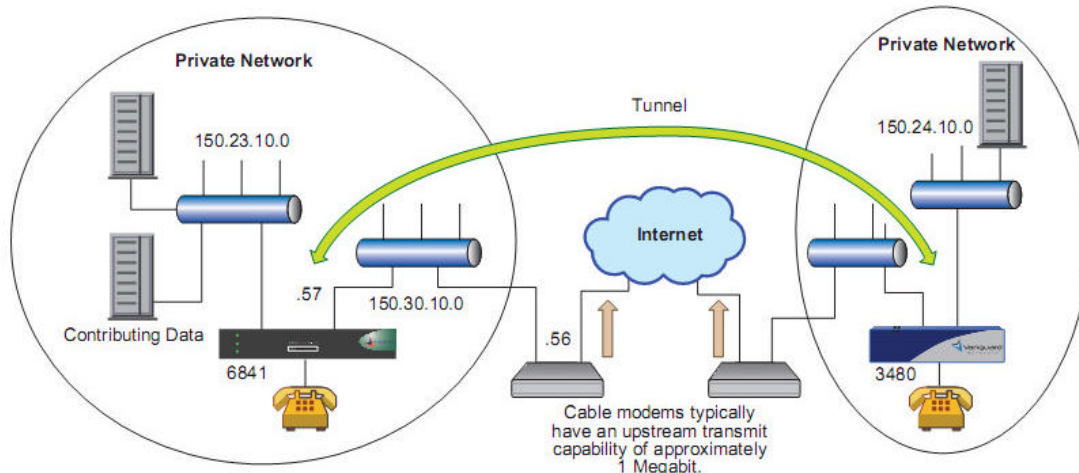 Private Network
150.23.10.0
Contributing Data
.57
150.30.10.0
6841
Tunnel
Internet
.56
Cable modems typically
have an upstream transmit
capability of approximately
1 Megabit.
Private Network
150.24.10.0
Vanguard
3480